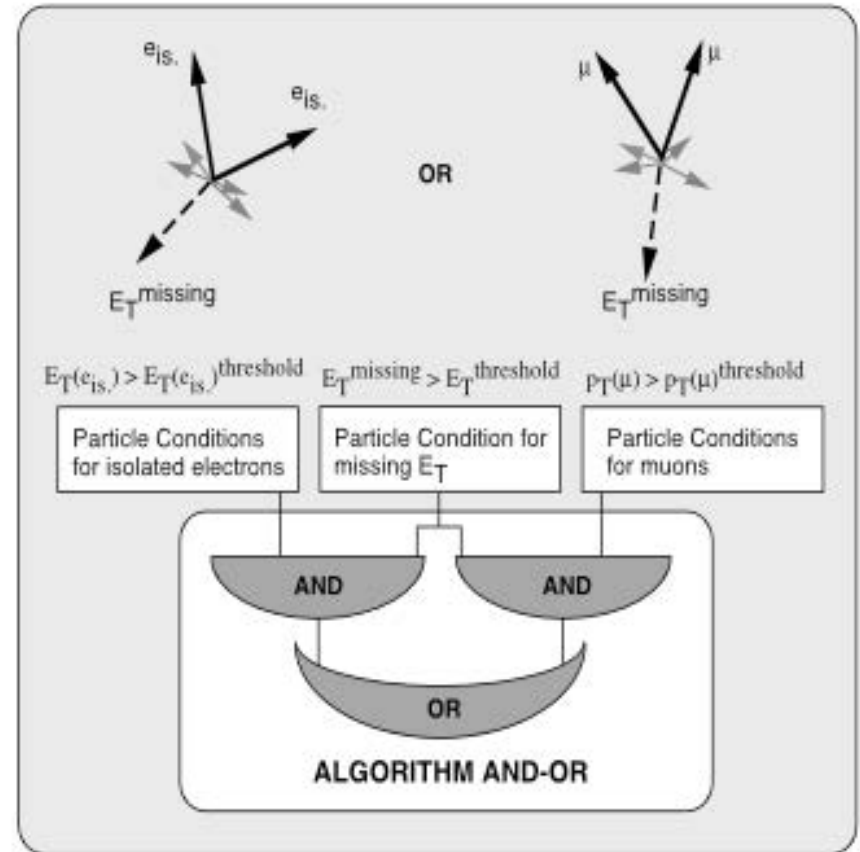 e_is.
e_is.
μ
μ
OR
E_T^missing
E_T^missing
E_T(e_is.) > E_T(e_is.)^threshold
E_T^missing > E_T^threshold
p_T(μ) > p_T(μ)^threshold
Particle Conditions
for isolated electrons
Particle Condition for
missing E_T
Particle Conditions
for muons
AND
AND
OR
ALGORITHM AND-OR